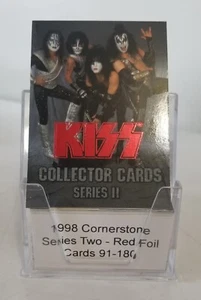 KISS
COLLECTOR CARDS
SERIES II
1998 Cornerstone
Series Two - Red Foil
Cards 91-180